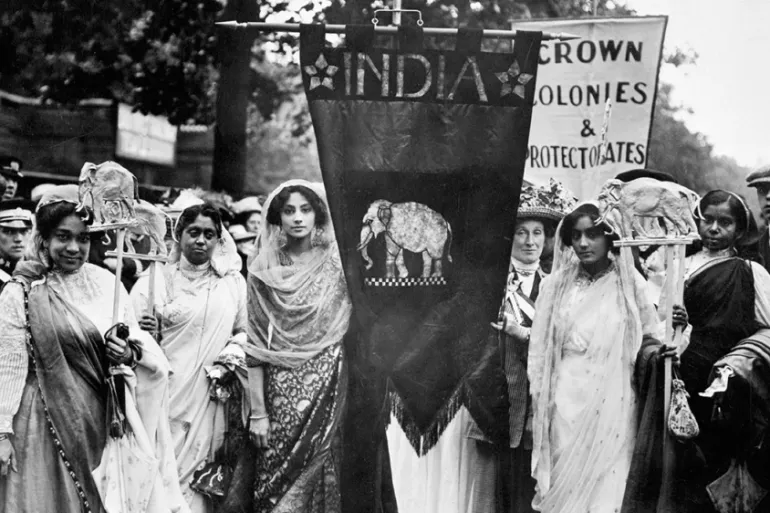 INDIA
CROWN
COLONIES
&
PROTECTORATES